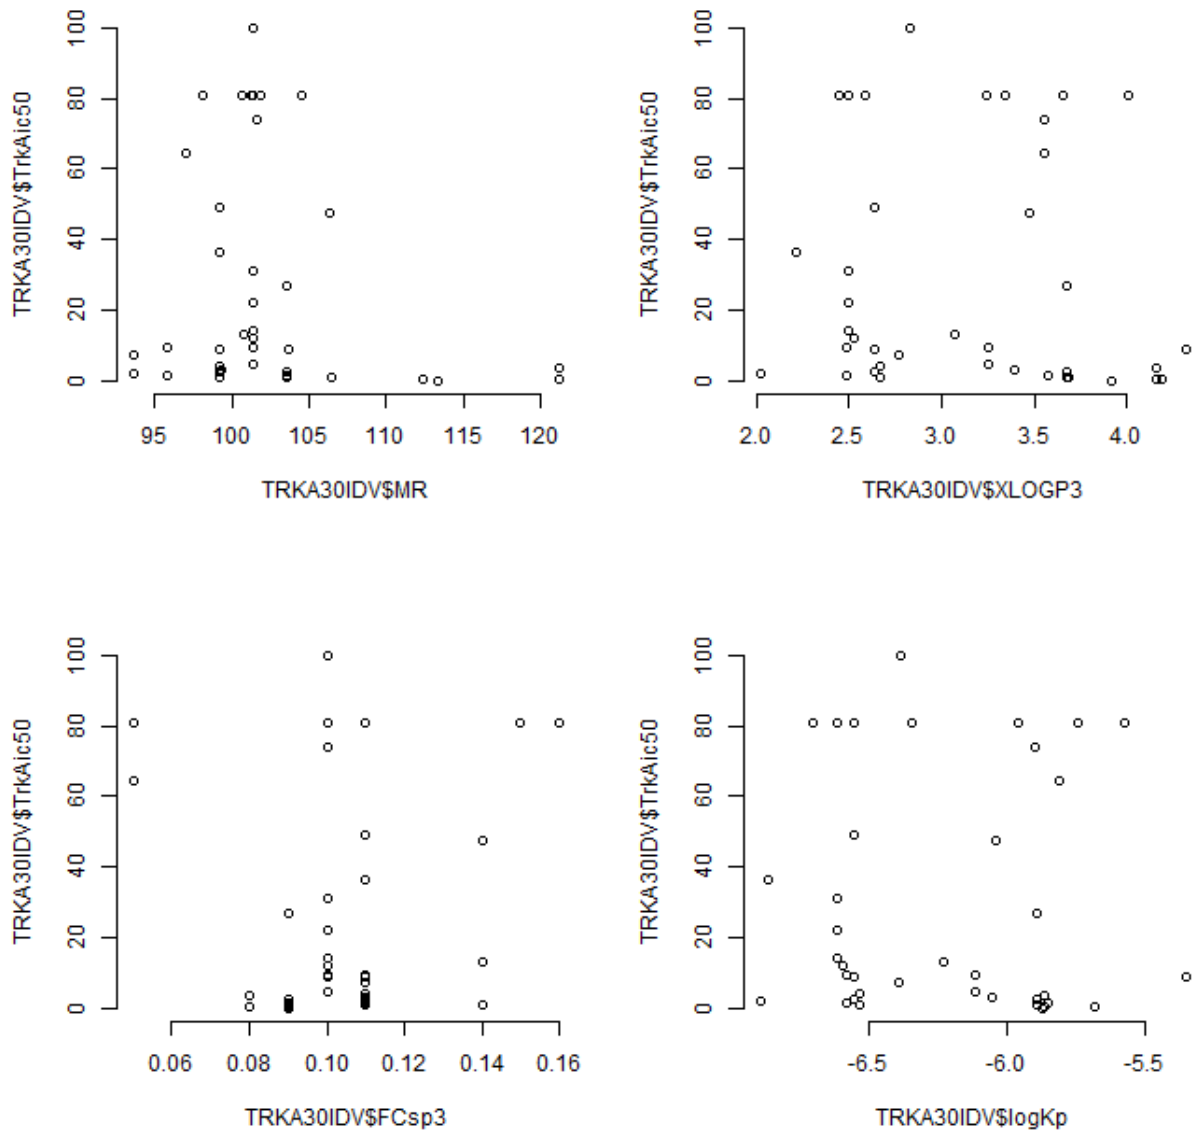 TRKA30IDV$TrkAic50
0 20 40 60 80 100
95 100 105 110 115 120
TRKA30IDV$MR
TRKA30IDV$TrkAic50
0 20 40 60 80 100
2.0 2.5 3.0 3.5 4.0
TRKA30IDV$XLOGP3
TRKA30IDV$TrkAic50
0 20 40 60 80 100
0.06 0.08 0.10 0.12 0.14 0.16
TRKA30IDV$FCsp3
TRKA30IDV$TrkAic50
0 20 40 60 80 100
-6.5 -6.0 -5.5
TRKA30IDV$logKp